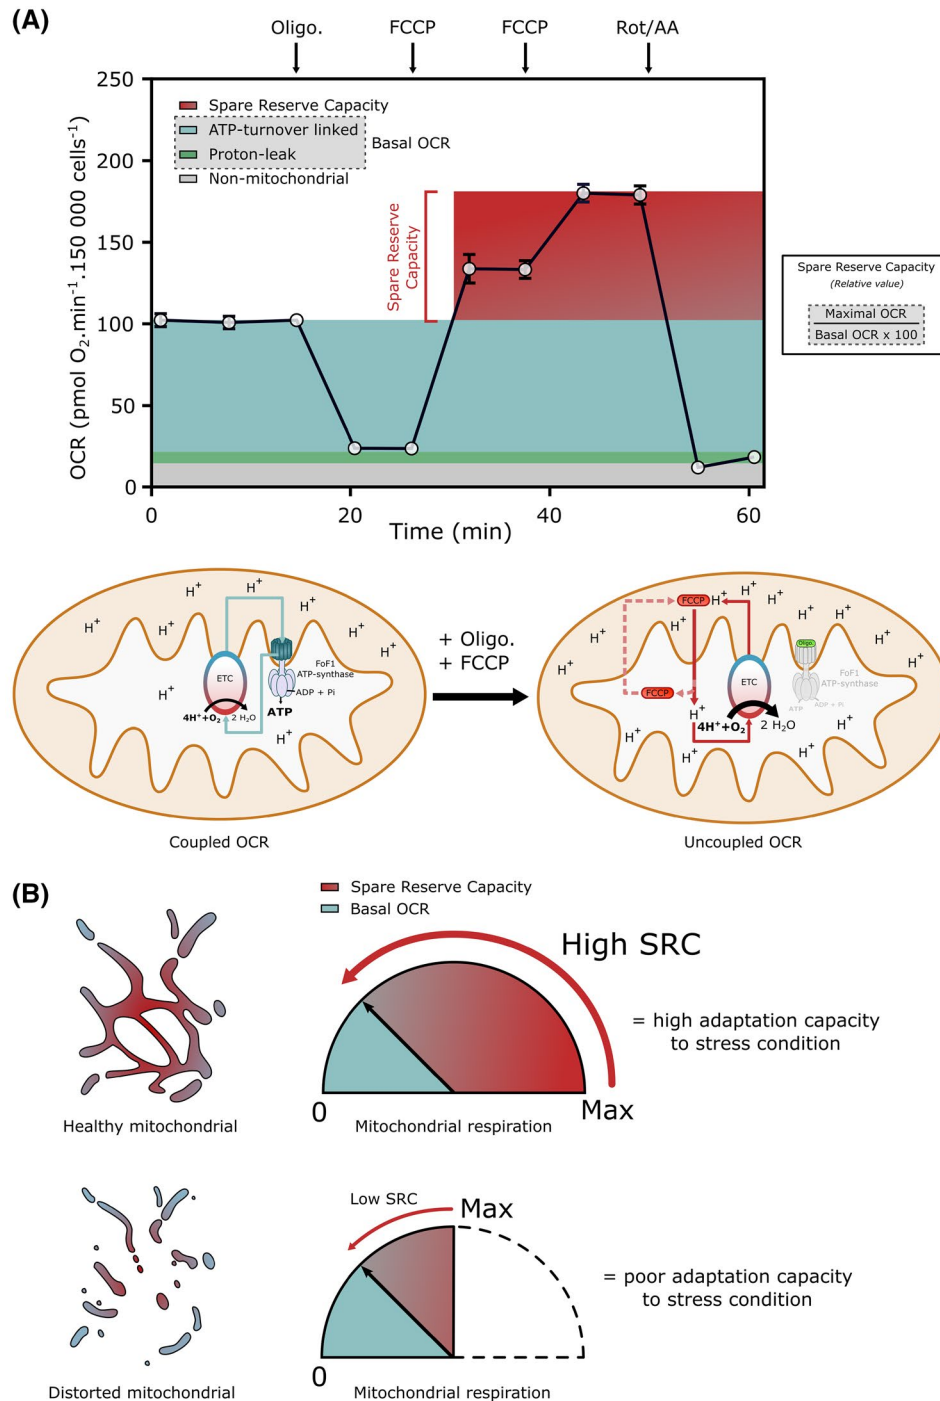 (A)
Oligo. FCCP FCCP Rot/AA
250
200
150
100
50
0
OCR (pmol O₂.min⁻¹.150 000 cells⁻¹)
Spare Reserve Capacity
ATP-turnover linked
Proton-leak
Non-mitochondrial
Basal OCR
Spare Reserve
Capacity
0 20 40 60
Time (min)
Spare Reserve Capacity
(Relative value)
Maximal OCR
Basal OCR x 100
H⁺
H⁺
H⁺
H⁺
H⁺
H⁺
H⁺
H⁺
H⁺
ETC
FoF1
ATP-synthase
ADP + Pi
ATP
4H⁺+O₂
2 H₂O
Coupled OCR
+ Oligo.
+ FCCP
FCCP
H⁺
H⁺
H⁺
H⁺
H⁺
H⁺
H⁺
H⁺
H⁺
H⁺
H⁺
H⁺
H⁺
Oligo.
ETC
FoF1
ATP-synthase
ADP + Pi
ATP
FCCP
H⁺
4H⁺+O₂
2 H₂O
Uncoupled OCR
(B)
Spare Reserve Capacity
Basal OCR
High SRC
= high adaptation capacity
to stress condition
0
Max
Healthy mitochondrial
Mitochondrial respiration
Low SRC
Max
= poor adaptation capacity
to stress condition
0
Distorted mitochondrial
Mitochondrial respiration